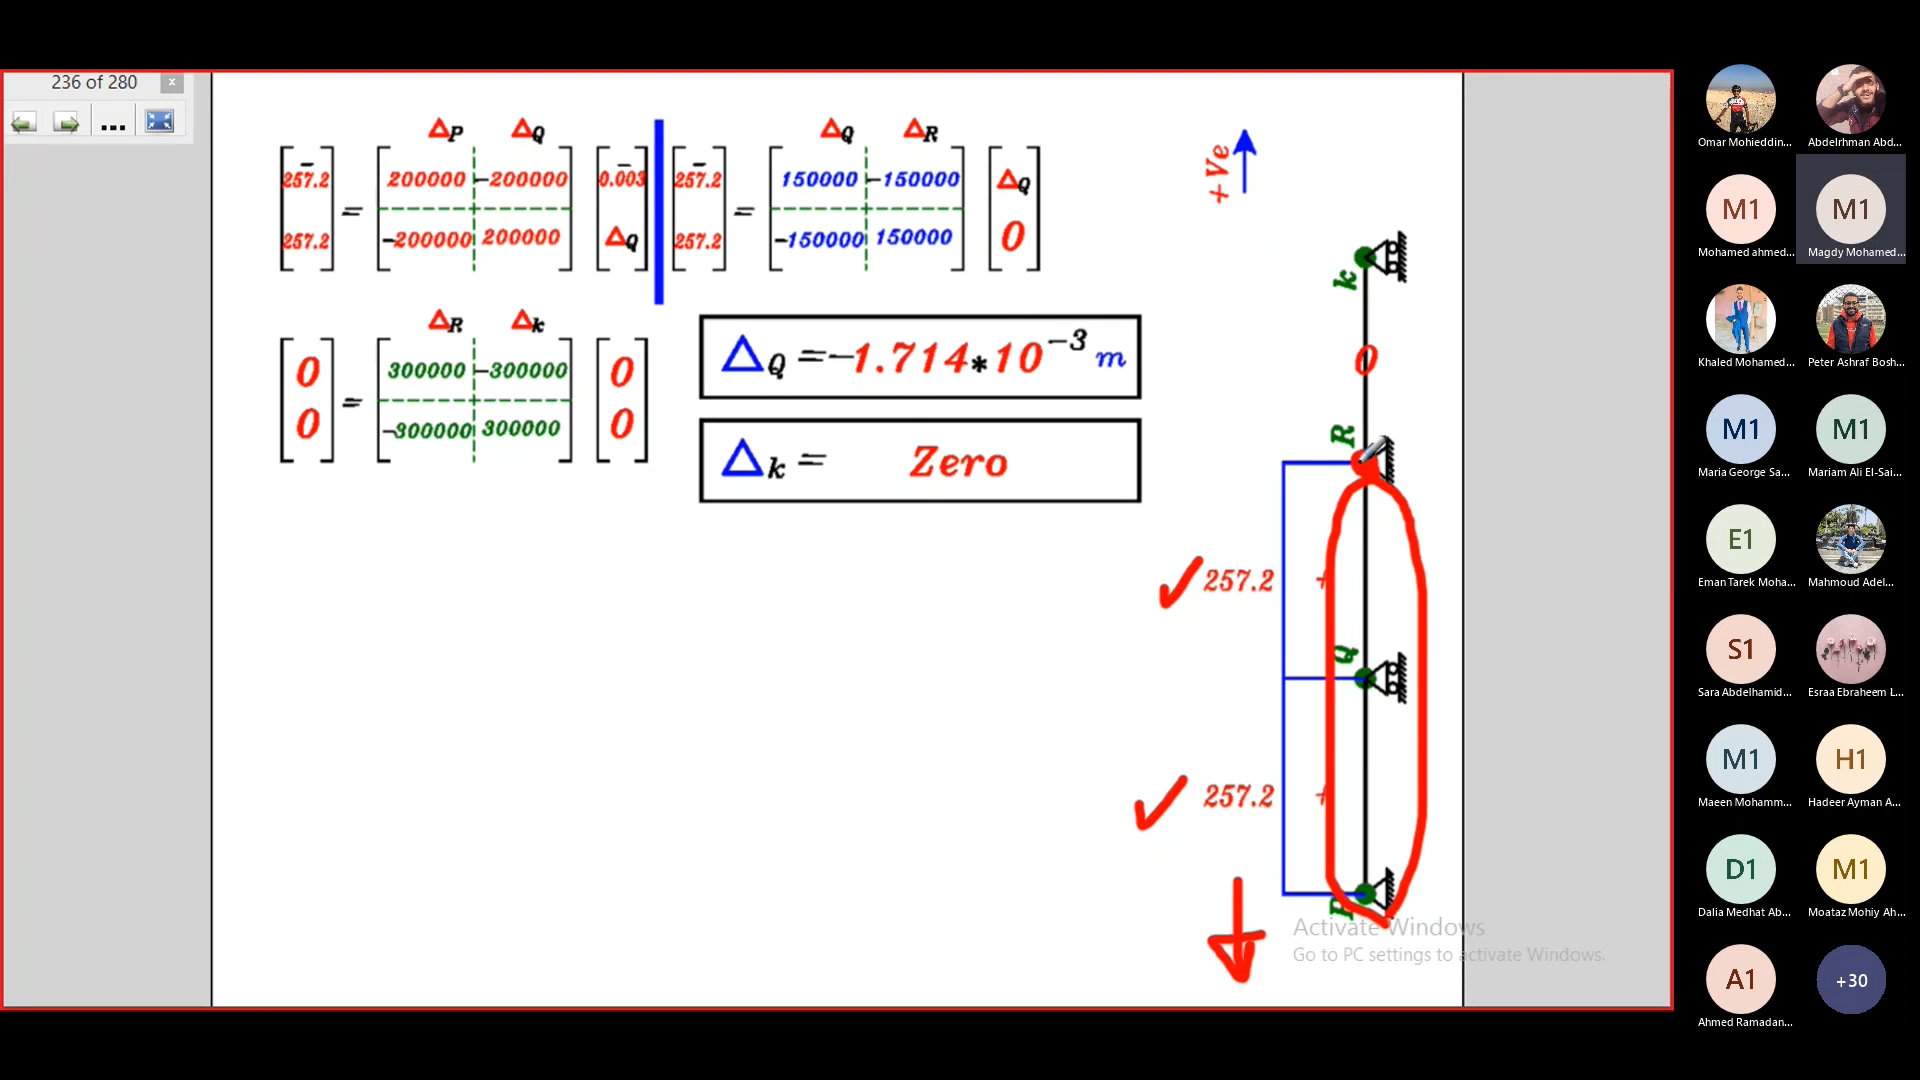 236 of 280
x
...
ΔP ΔQ
[-257.2 257.2] = [200000 -200000 -200000 200000] [-0.003 ΔQ]
ΔQ ΔR
[-257.2 257.2] = [150000 -150000 -150000 150000] [ΔQ 0]
+Ve
ΔR Δk
[0 0] = [300000 -300000 -300000 300000] [0 0]
ΔQ =-1.714*10^-3 m
Δk = Zero
k
0
R
257.2 +
Q
257.2 +
P
Activate Windows
Go to PC settings to activate Windows.
Omar Mohieddin...
Abdelrhman Abd...
M1
Mohamed ahmed...
M1
Magdy Mohamed...
Khaled Mohamed...
Peter Ashraf Bosh...
M1
Maria George Sa...
M1
Mariam Ali El-Sai...
E1
Eman Tarek Moha...
Mahmoud Adel...
S1
Sara Abdelhamid...
Esraa Ebraheem L...
M1
Maeen Mohamm...
H1
Hadeer Ayman A...
D1
Dalia Medhat Ab...
M1
Moataz Mohiy Ah...
A1
Ahmed Ramadan...
+30